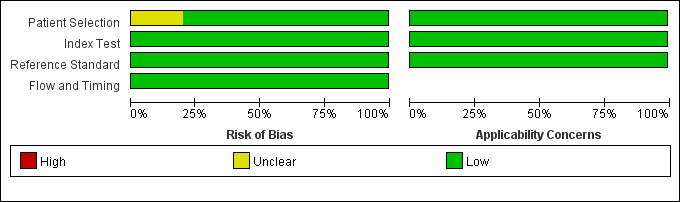 Patient Selection
Index Test
Reference Standard
Flow and Timing
0% 25% 50% 75% 100% 0% 25% 50% 75% 100%
Risk of Bias Applicability Concerns
High Unclear Low